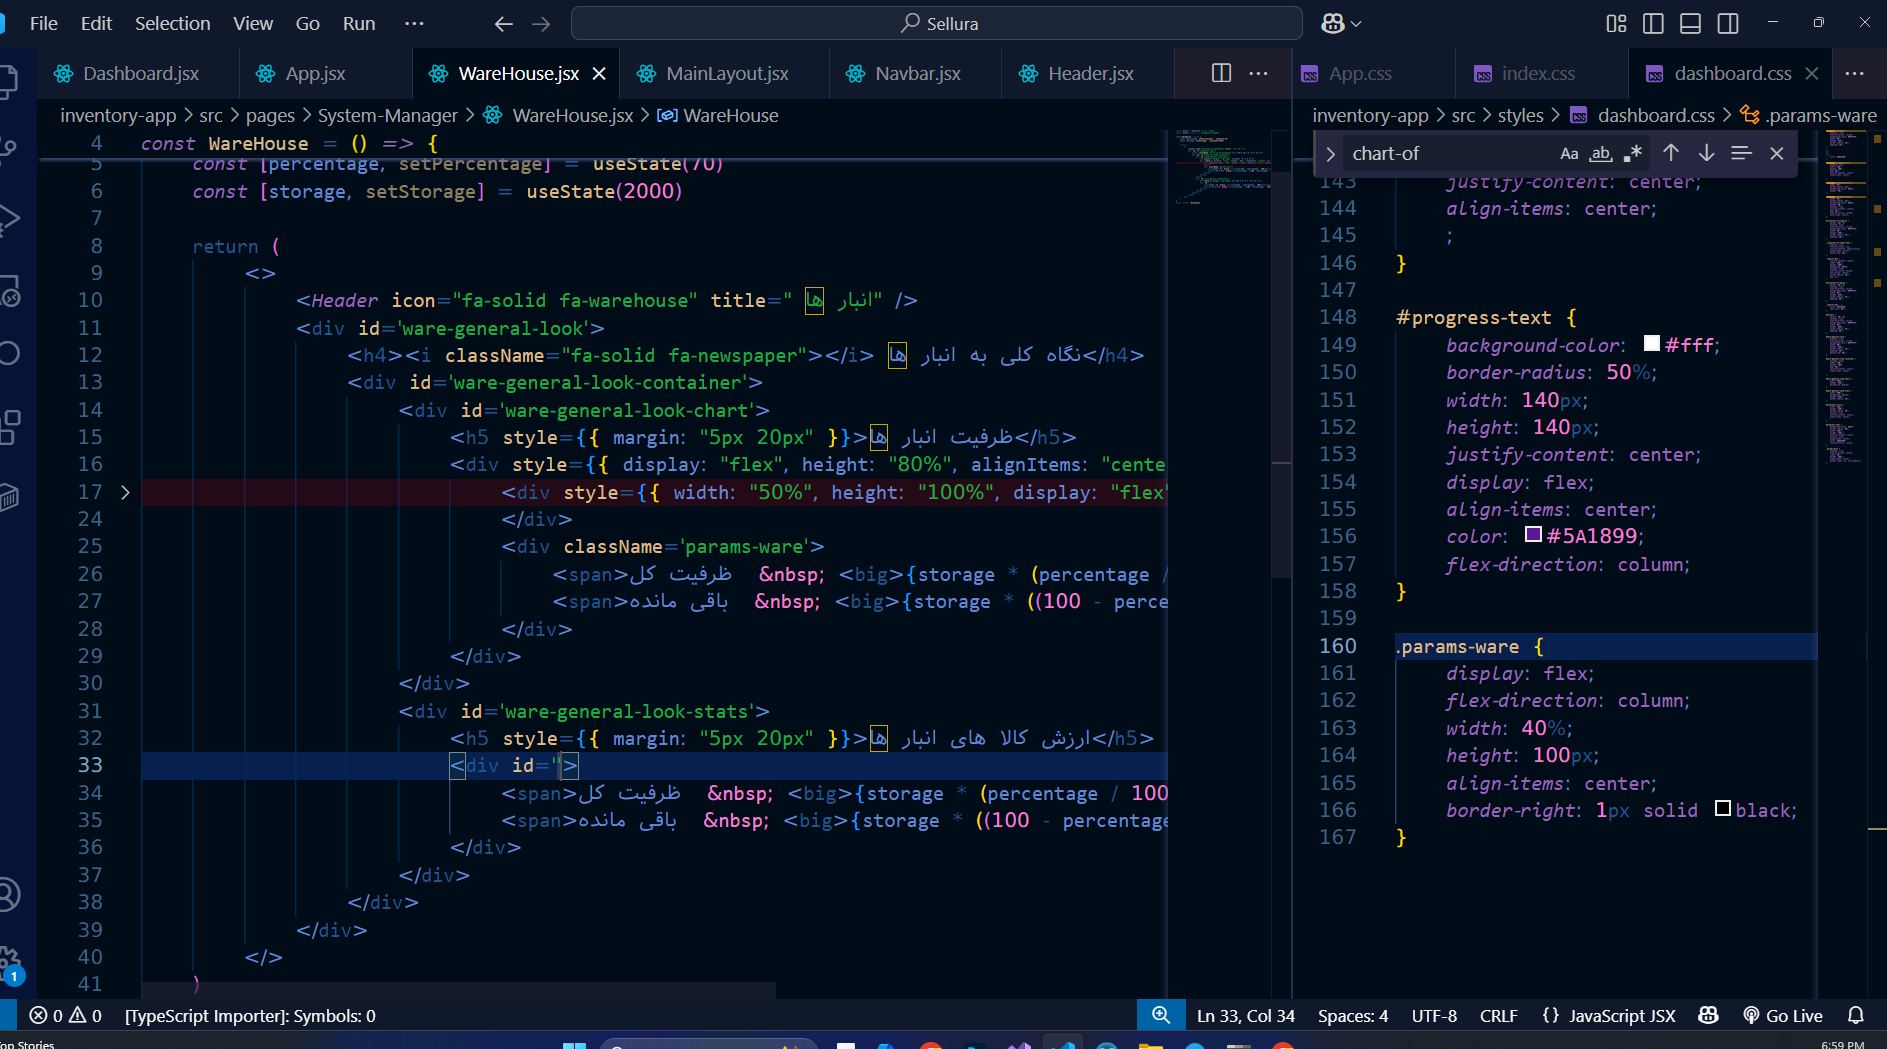 File Edit Selection View Go Run ··· Sellura
Dashboard.jsx App.jsx WareHouse.jsx MainLayout.jsx Navbar.jsx Header.jsx App.css index.css dashboard.css
inventory-app > src > pages > System-Manager > WareHouse.jsx > WareHouse
4 const WareHouse = () => {
5 const [percentage, setPercentage] = useState(70)
6 const [storage, setStorage] = useState(2000)
7
8 return (
9 <>
10 <Header icon="fa-solid fa-warehouse" title=" انبار ها" />
11 <div id='ware-general-look'>
12 <h4><i className="fa-solid fa-newspaper"></i> نگاه کلی به انبار ها</h4>
13 <div id='ware-general-look-container'>
14 <div id='ware-general-look-chart'>
15 <h5 style={{ margin: "5px 20px" }}>ظرفیت انبار ها</h5>
16 <div style={{ display: "flex", height: "80%", alignItems: "cente
17 <div style={{ width: "50%", height: "100%", display: "flex"
24 </div>
25 <div className='params-ware'>
26 <span>ظرفیت کل &nbsp; <big>{storage * (percentage /
27 <span>باقی مانده &nbsp; <big>{storage * ((100 - perce
28 </div>
29 </div>
30 </div>
31 <div id='ware-general-look-stats'>
32 <h5 style={{ margin: "5px 20px" }}>ارزش کالا های انبار ها</h5>
33 <div id='>
34 <span>ظرفیت کل &nbsp; <big>{storage * (percentage / 100
35 <span>باقی مانده &nbsp; <big>{storage * ((100 - percentage
36 </div>
37 </div>
38 </div>
39 </div>
40 </>
41 )
inventory-app > src > styles > dashboard.css > .params-ware
chart-of Aa ab .*
143 justify-content: center;
144 align-items: center;
145 ;
146 }
147
148 #progress-text {
149 background-color: #fff;
150 border-radius: 50%;
151 width: 140px;
152 height: 140px;
153 justify-content: center;
154 display: flex;
155 align-items: center;
156 color: #5A1899;
157 flex-direction: column;
158 }
159
160 .params-ware {
161 display: flex;
162 flex-direction: column;
163 width: 40%;
164 height: 100px;
165 align-items: center;
166 border-right: 1px solid black;
167 }
1
0 0 [TypeScript Importer]: Symbols: 0 Ln 33, Col 34 Spaces: 4 UTF-8 CRLF {} JavaScript JSX Go Live
op Stories 6:59 PM